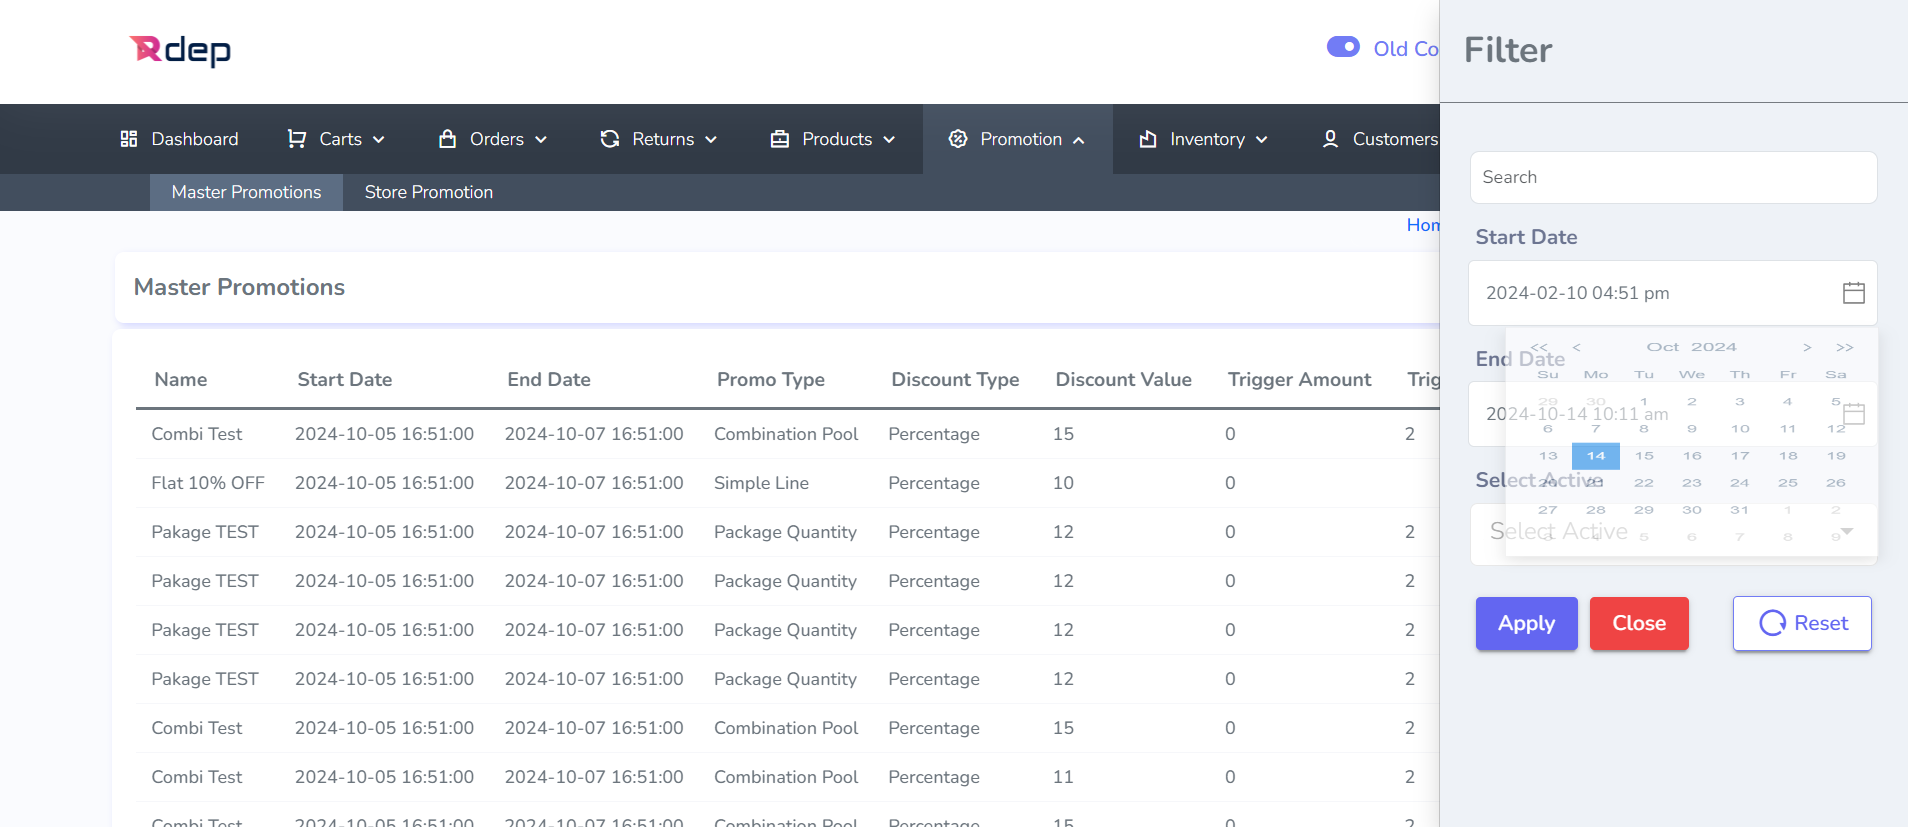 Rdep
Old Co
Dashboard Carts Orders Returns Products Promotion Inventory Customers
Master Promotions Store Promotion
Hom
Master Promotions
Name Start Date End Date Promo Type Discount Type Discount Value Trigger Amount Trig
Combi Test 2024-10-05 16:51:00 2024-10-07 16:51:00 Combination Pool Percentage 15 0 2
Flat 10% OFF 2024-10-05 16:51:00 2024-10-07 16:51:00 Simple Line Percentage 10 0
Pakage TEST 2024-10-05 16:51:00 2024-10-07 16:51:00 Package Quantity Percentage 12 0 2
Pakage TEST 2024-10-05 16:51:00 2024-10-07 16:51:00 Package Quantity Percentage 12 0 2
Pakage TEST 2024-10-05 16:51:00 2024-10-07 16:51:00 Package Quantity Percentage 12 0 2
Pakage TEST 2024-10-05 16:51:00 2024-10-07 16:51:00 Package Quantity Percentage 12 0 2
Combi Test 2024-10-05 16:51:00 2024-10-07 16:51:00 Combination Pool Percentage 15 0 2
Combi Test 2024-10-05 16:51:00 2024-10-07 16:51:00 Combination Pool Percentage 11 0 2
Combi Test 2024-10-05 16:51:00 2024-10-07 16:51:00 Combination Pool Percentage 15 0 2
Filter
Search
Start Date
2024-02-10 04:51 pm
End Date
2024-10-14 10:11 am
Select Active
Select Active
<< < Oct 2024 > >>
Su Mo Tu We Th Fr Sa
29 30 1 2 3 4 5
6 7 8 9 10 11 12
13 14 15 16 17 18 19
20 21 22 23 24 25 26
27 28 29 30 31 1 2
3 4 5 6 7 8 9
Apply Close Reset